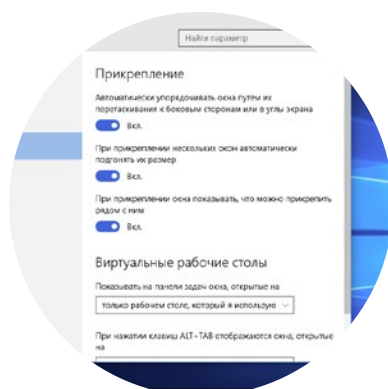 Найти параметр
Прикрепление
Автоматически упорядочивать окна путем их
перетаскивания к боковым сторонам или в углы экрана
Вкл.
При прикреплении нескольких окон автоматически
подгонять их размер
Вкл.
При прикреплении окна показывать, что можно прикрепить
рядом с ним
Вкл.
Виртуальные рабочие столы
Показывать на панели задач окна, открытые на
только рабочем столе, который я использую
При нажатии клавиш ALT+TAB отображаются окна, открытые
на